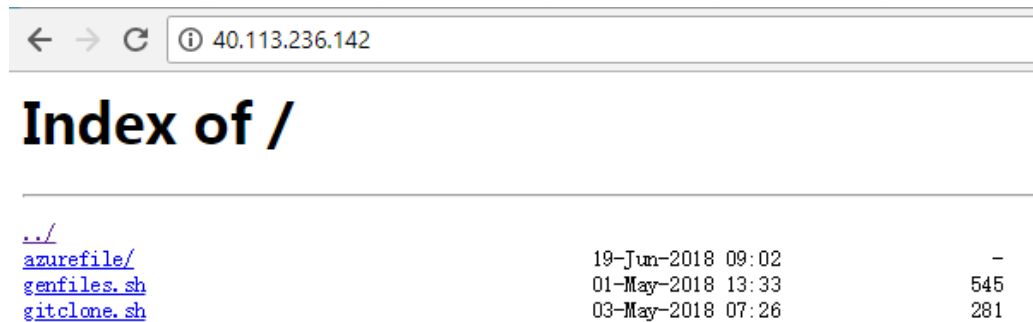 40.113.236.142
Index of /
../
azurefile/ 19-Jun-2018 09:02 -
genfiles.sh 01-May-2018 13:33 545
gitclone.sh 03-May-2018 07:26 281